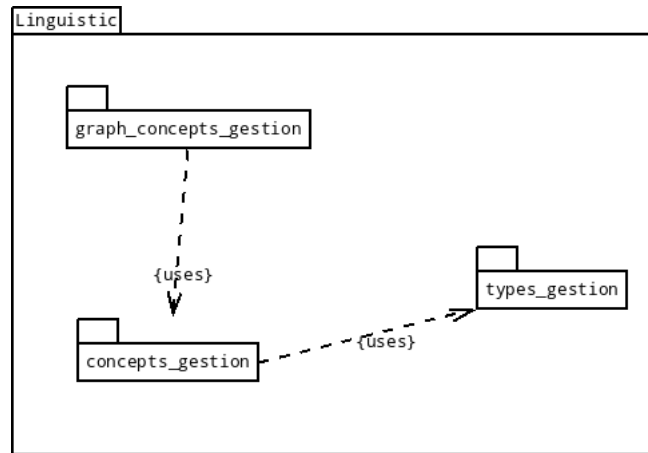 Linguistic
graph_concepts_gestion
{uses}
types_gestion
{uses}
concepts_gestion